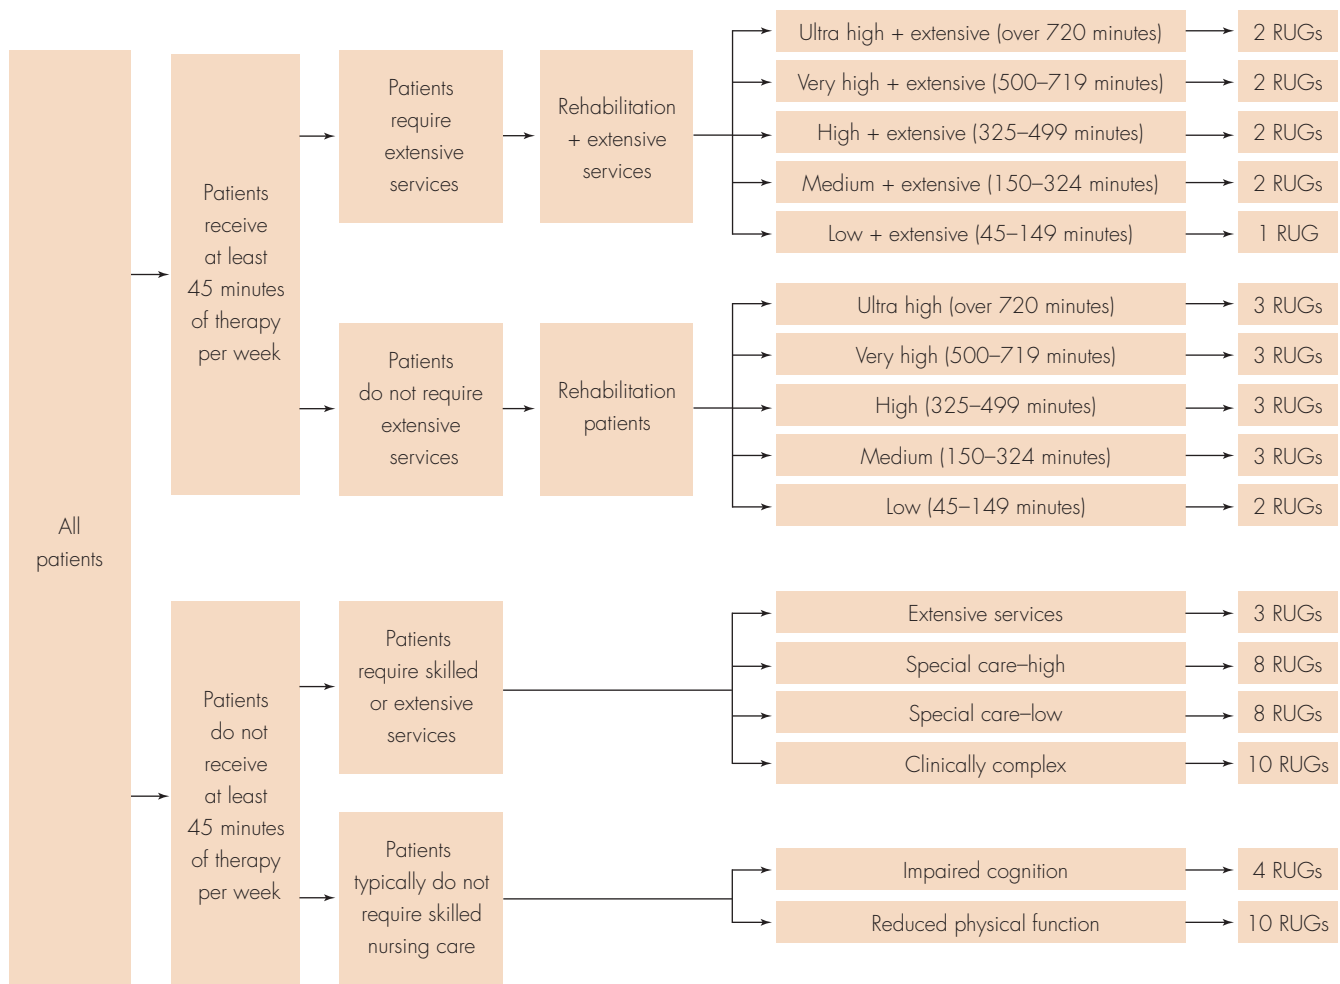 All
patients
Patients
receive
at least
45 minutes
of therapy
per week
Patients
require
extensive
services
Rehabilitation
+ extensive
services
Ultra high + extensive (over 720 minutes)
2 RUGs
Very high + extensive (500–719 minutes)
2 RUGs
High + extensive (325–499 minutes)
2 RUGs
Medium + extensive (150–324 minutes)
2 RUGs
Low + extensive (45–149 minutes)
1 RUG
Patients
do not require
extensive
services
Rehabilitation
patients
Ultra high (over 720 minutes)
3 RUGs
Very high (500–719 minutes)
3 RUGs
High (325–499 minutes)
3 RUGs
Medium (150–324 minutes)
3 RUGs
Low (45–149 minutes)
2 RUGs
Patients
do not
receive
at least
45 minutes
of therapy
per week
Patients
require skilled
or extensive
services
Extensive services
3 RUGs
Special care–high
8 RUGs
Special care–low
8 RUGs
Clinically complex
10 RUGs
Patients
typically do not
require skilled
nursing care
Impaired cognition
4 RUGs
Reduced physical function
10 RUGs